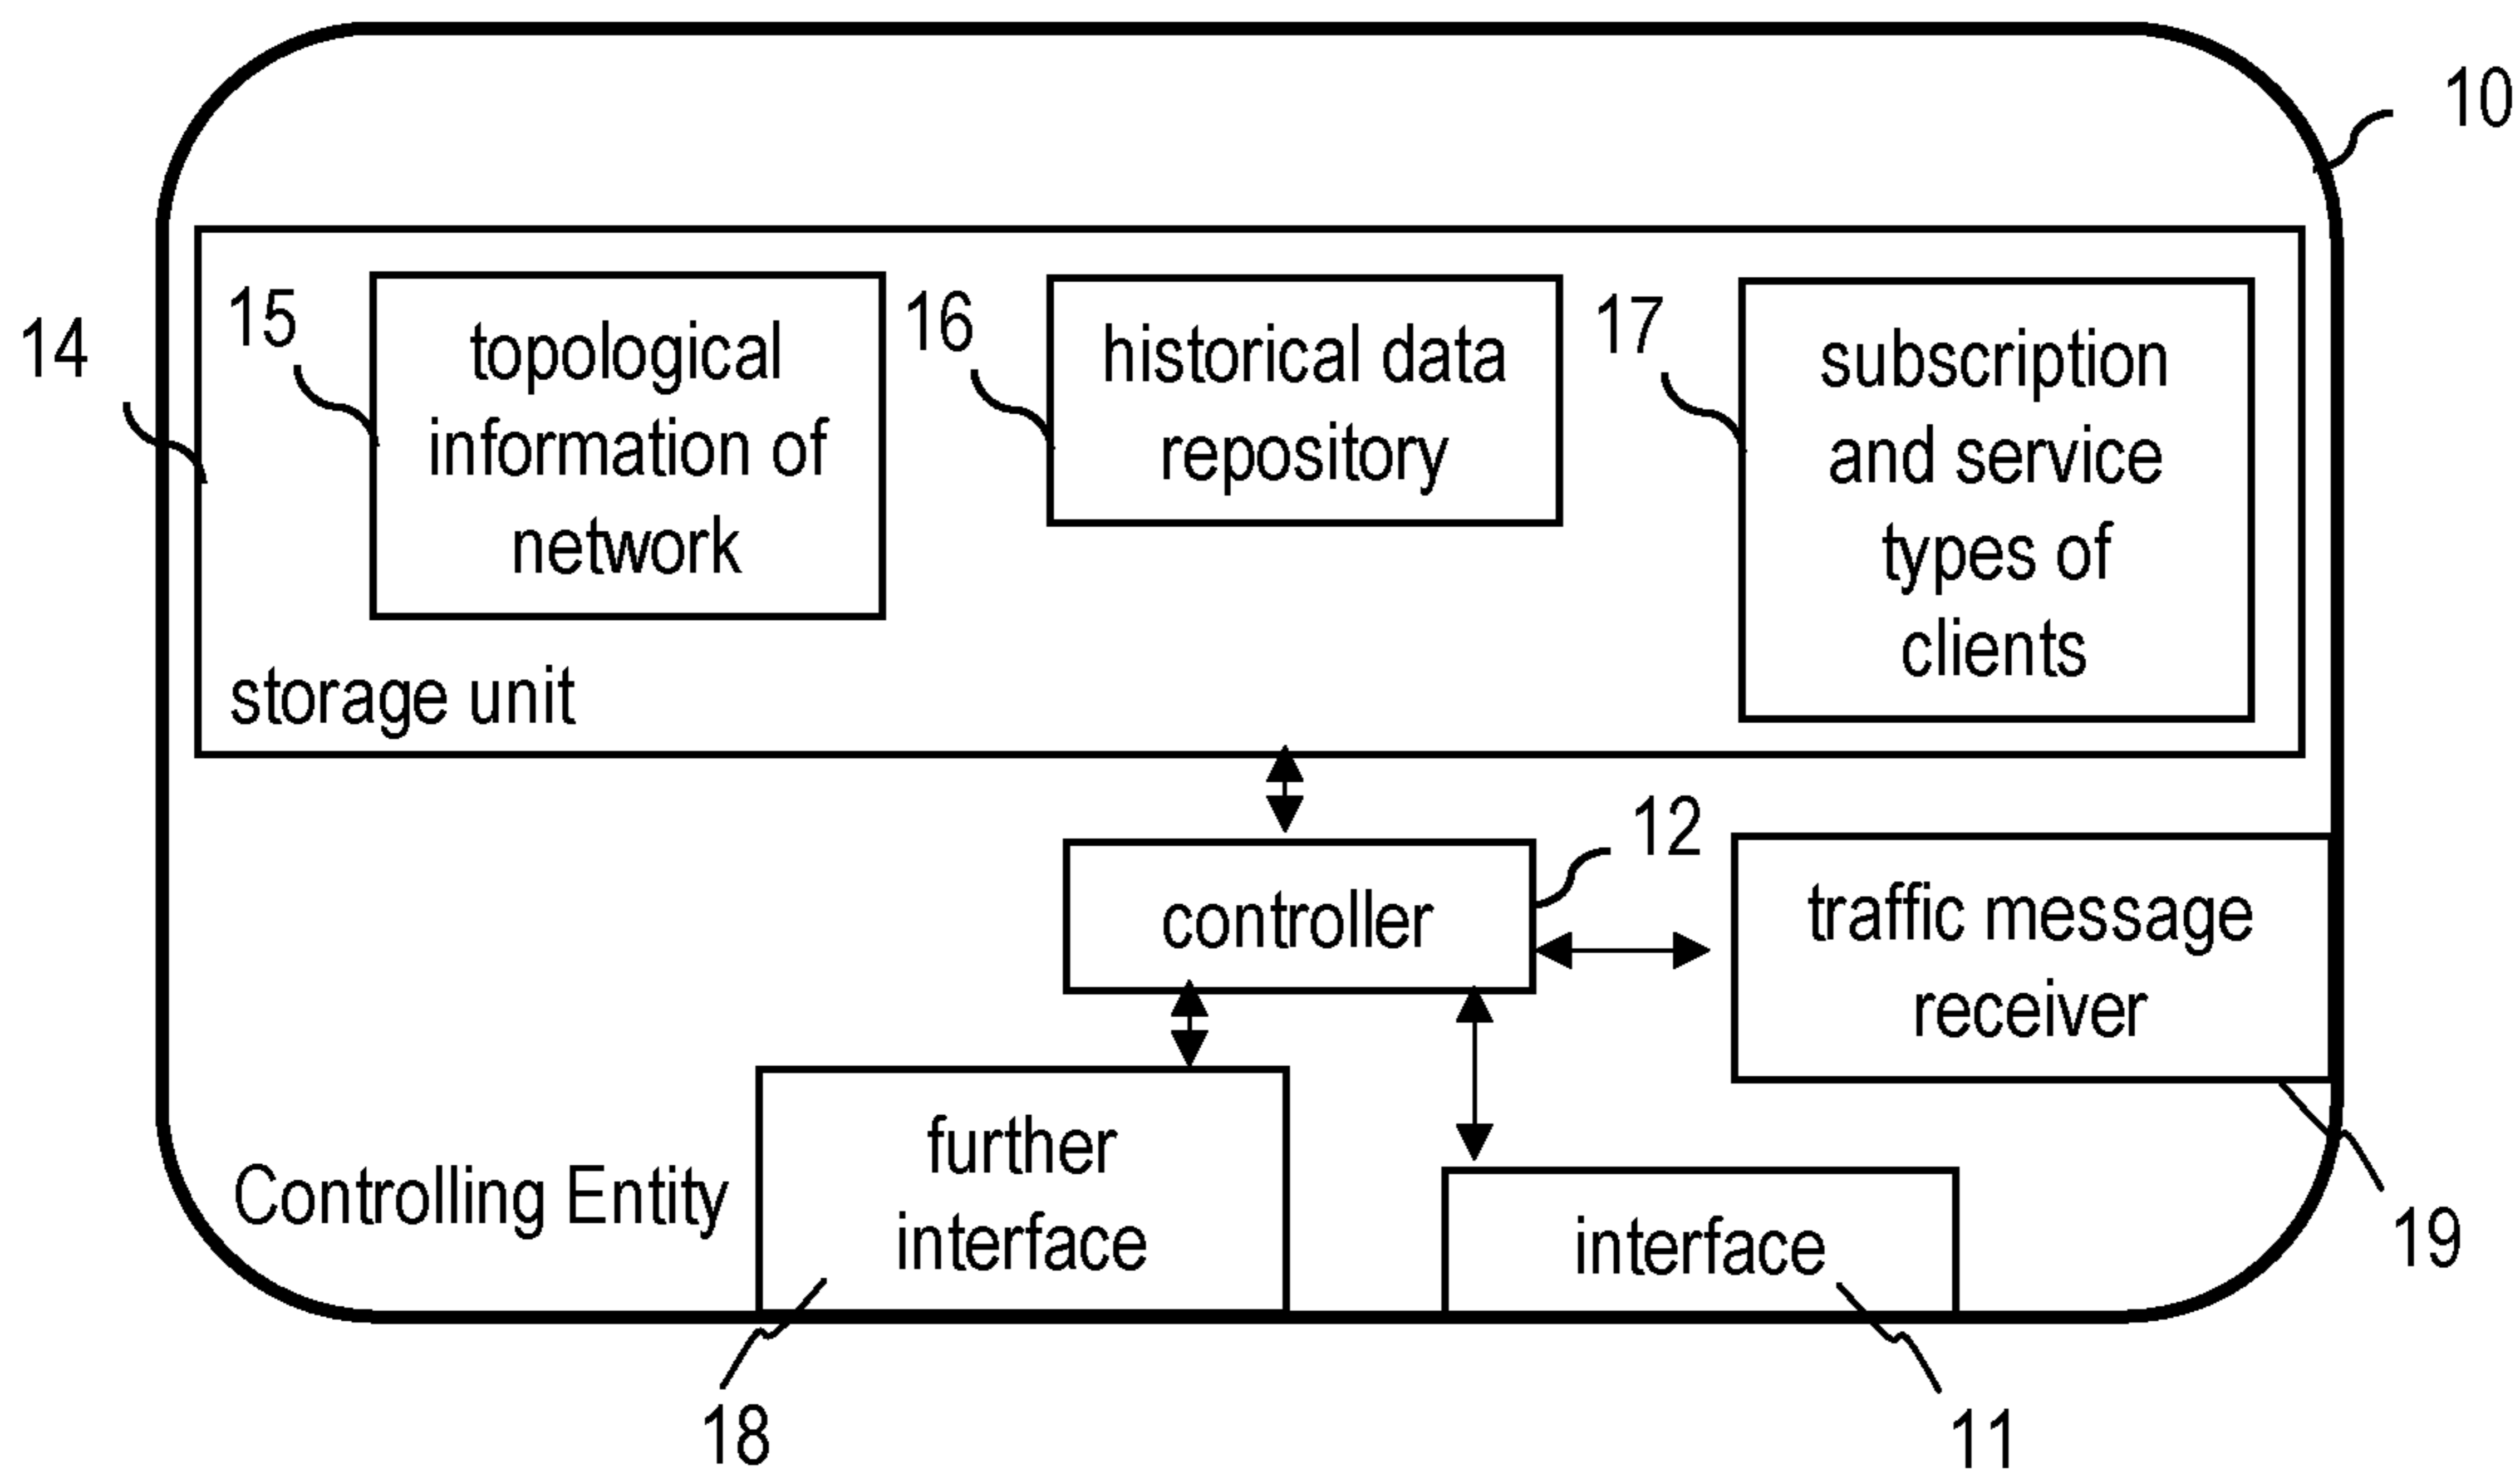 10
14
15
topological
information of
network
16
historical data
repository
17
subscription
and service
types of
clients
storage unit
12
controller
traffic message
receiver
further
interface
Controlling Entity
interface
19
18
11